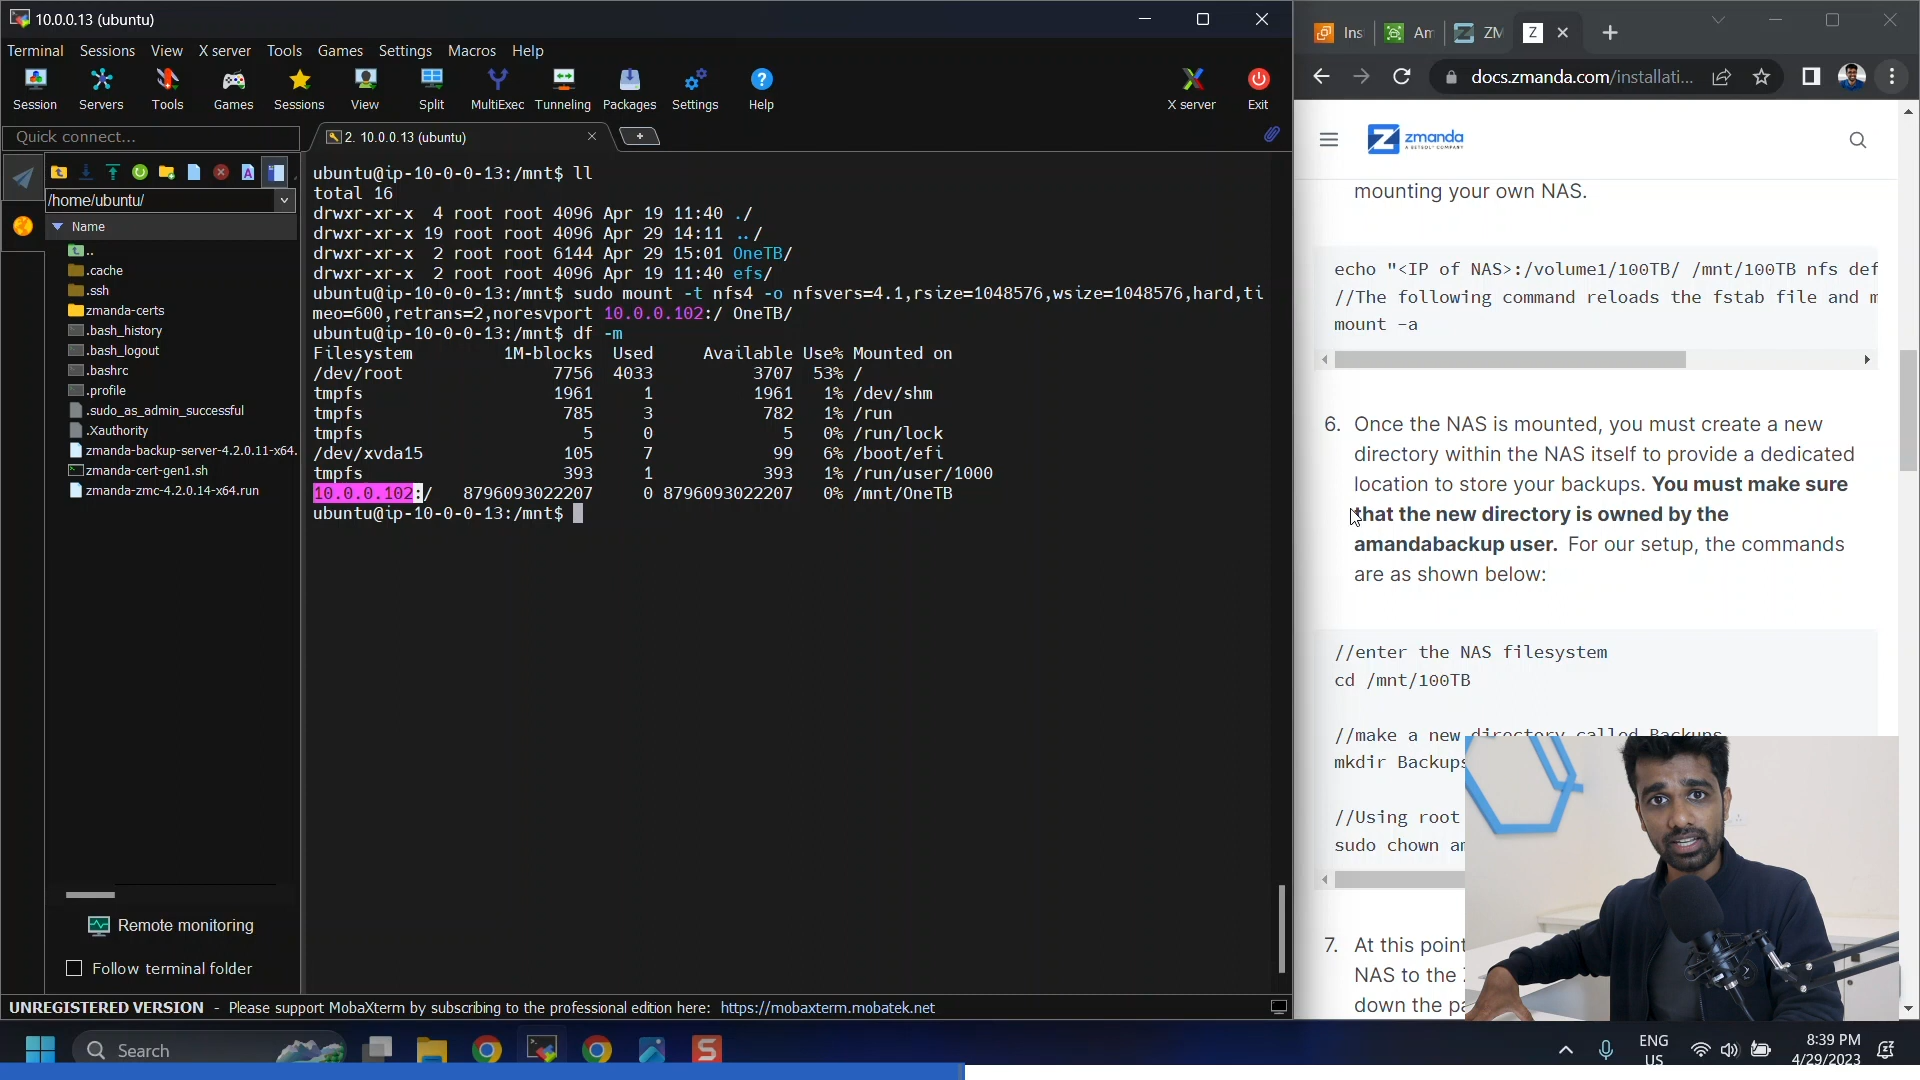 10.0.0.13 (ubuntu)
Terminal Sessions View X server Tools Games Settings Macros Help
Session Servers Tools Games Sessions View Split MultiExec Tunneling Packages Settings Help X server Exit
Quick connect...
2. 10.0.0.13 (ubuntu)
/home/ubuntu/
Name
..
.cache
.ssh
zmanda-certs
.bash_history
.bash_logout
.bashrc
.profile
.sudo_as_admin_successful
.Xauthority
zmanda-backup-server-4.2.0.11-x64.
zmanda-cert-gen1.sh
zmanda-zmc-4.2.0.14-x64.run
Remote monitoring
Follow terminal folder
ubuntu@ip-10-0-0-13:/mnt$ ll
total 16
drwxr-xr-x 4 root root 4096 Apr 19 11:40 ./
drwxr-xr-x 19 root root 4096 Apr 29 14:11 ../
drwxr-xr-x 2 root root 6144 Apr 29 15:01 OneTB/
drwxr-xr-x 2 root root 4096 Apr 19 11:40 efs/
ubuntu@ip-10-0-0-13:/mnt$ sudo mount -t nfs4 -o nfsvers=4.1,rsize=1048576,wsize=1048576,hard,ti
meo=600,retrans=2,noresvport 10.0.0.102:/ OneTB/
ubuntu@ip-10-0-0-13:/mnt$ df -m
Filesystem 1M-blocks Used Available Use% Mounted on
/dev/root 7756 4033 3707 53% /
tmpfs 1961 1 1961 1% /dev/shm
tmpfs 785 3 782 1% /run
tmpfs 5 0 5 0% /run/lock
/dev/xvda15 105 7 99 6% /boot/efi
tmpfs 393 1 393 1% /run/user/1000
10.0.0.102:/ 8796093022207 0 8796093022207 0% /mnt/OneTB
ubuntu@ip-10-0-0-13:/mnt$
UNREGISTERED VERSION - Please support MobaXterm by subscribing to the professional edition here: https://mobaxterm.mobatek.net
Ins Am ZM Z
docs.zmanda.com/installati...
zmanda
A BETSOL® COMPANY
mounting your own NAS.
echo "<IP of NAS>:/volume1/100TB/ /mnt/100TB nfs def
//The following command reloads the fstab file and m
mount -a
6. Once the NAS is mounted, you must create a new
directory within the NAS itself to provide a dedicated
location to store your backups. You must make sure
that the new directory is owned by the
amandabackup user. For our setup, the commands
are as shown below:
//enter the NAS filesystem
cd /mnt/100TB
//make a new directory called Backups
mkdir Backups
//Using root
sudo chown am
7. At this point
NAS to the
down the pa
Search
ENG
US
8:39 PM
4/29/2023